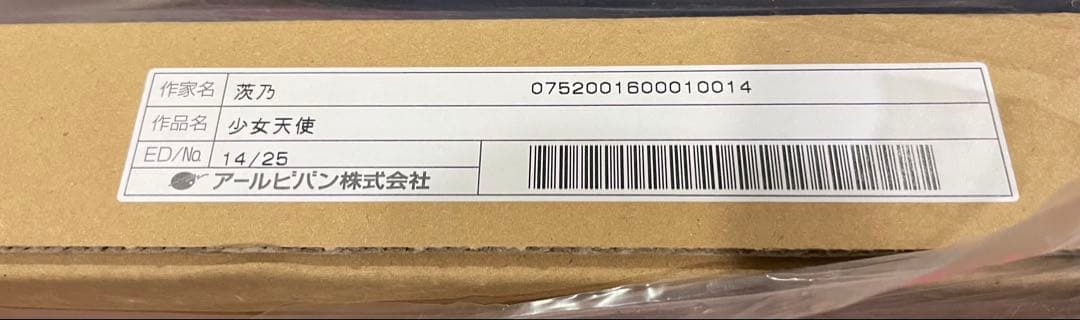 作家名 茨乃 0752001600010014
作品名 少女天使
ED/No. 14/25
アールビバン株式会社